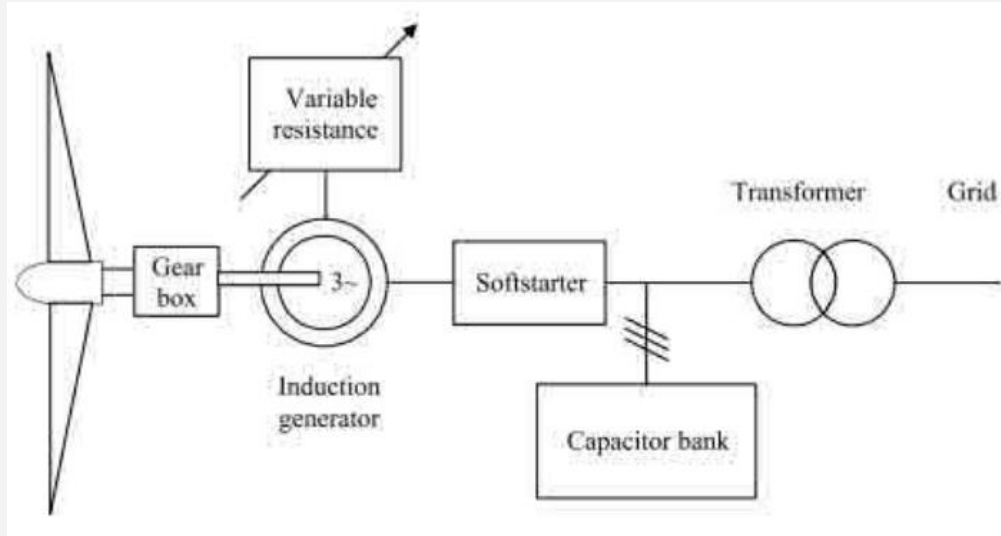 Variable
resistance
Transformer
Grid
Gear
box
3~
Softstarter
Induction
generator
Capacitor bank